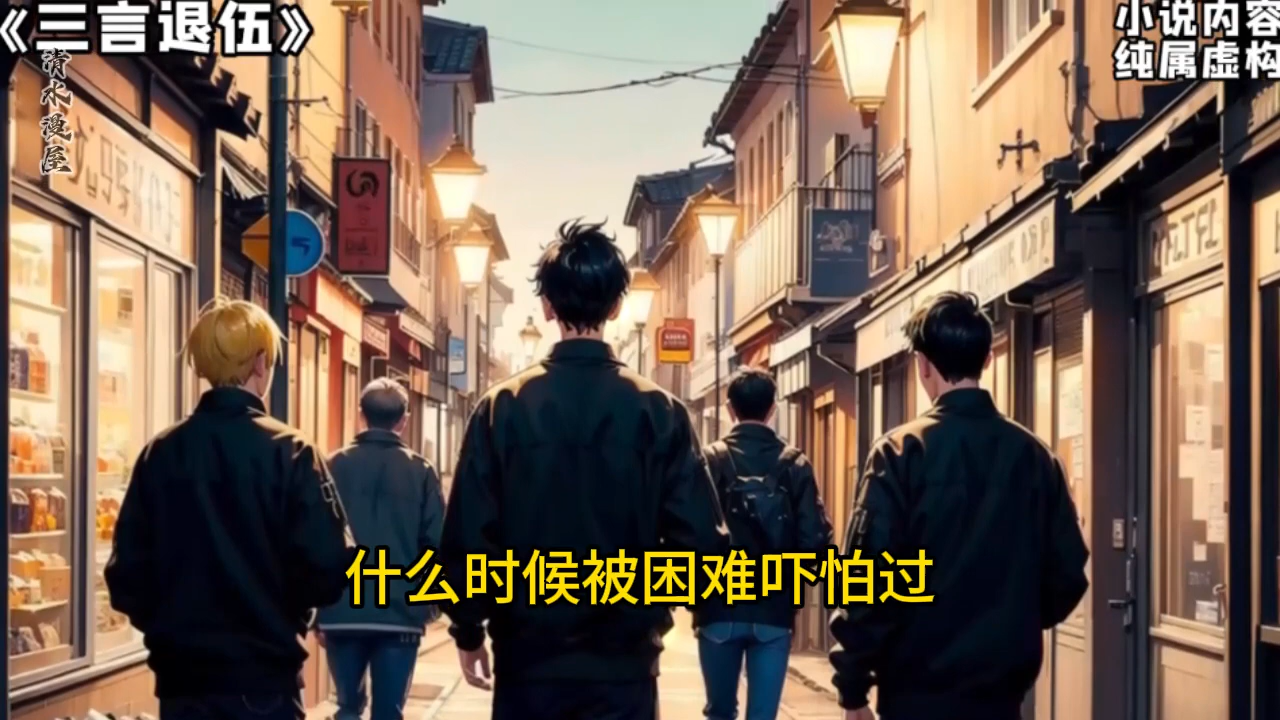 《三言退伍》
小说内容
纯属虚构
清水漫屋
什么时候被困难吓怕过